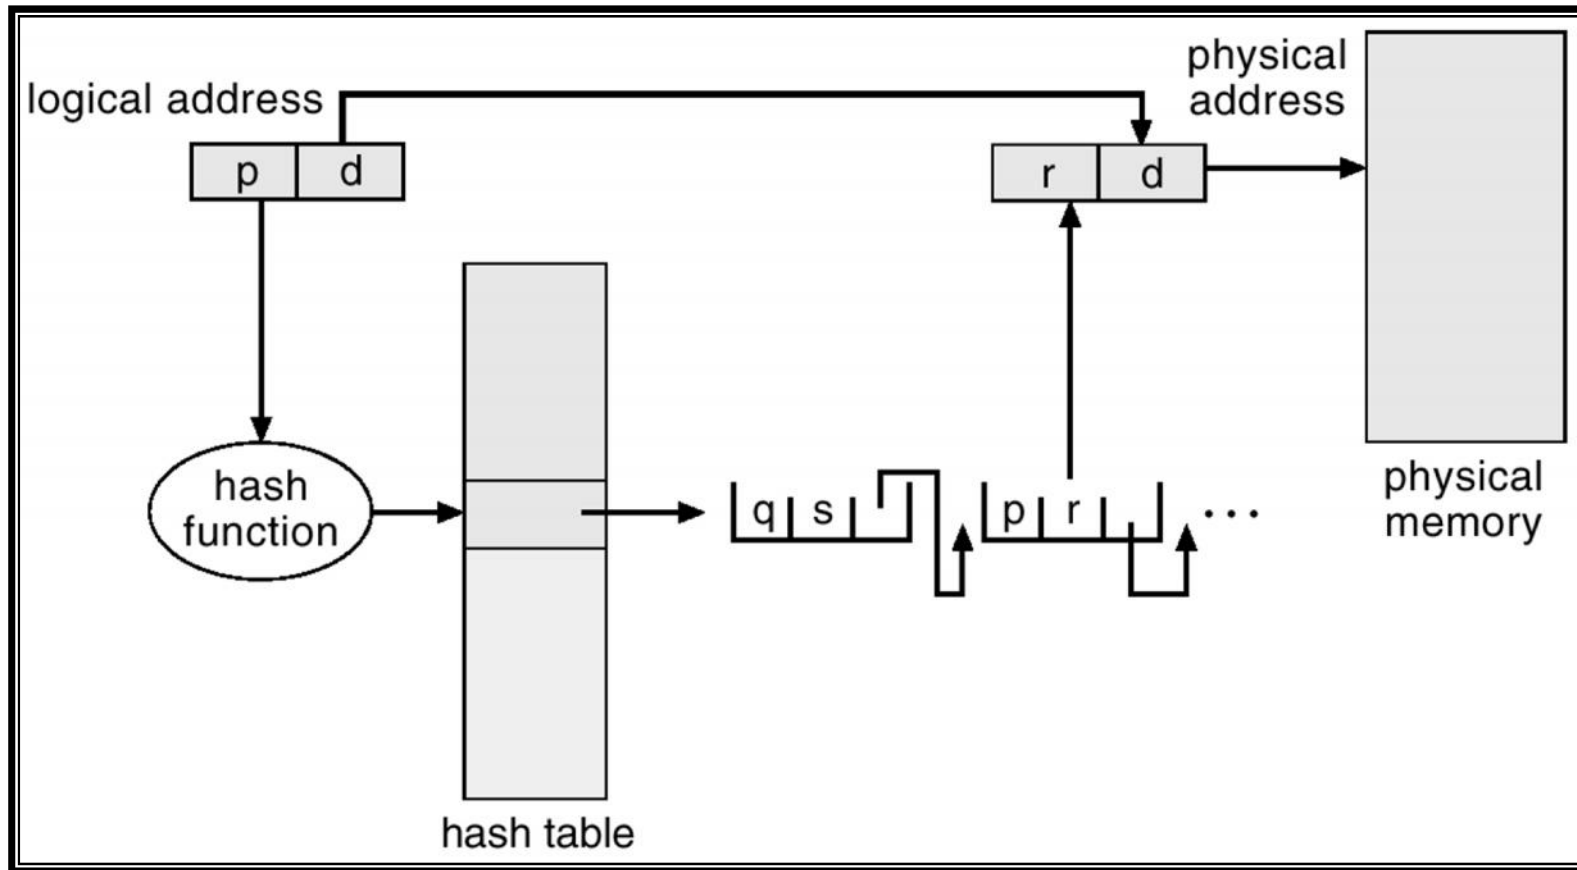 logical address
physical
address
p d
r d
hash
function
q s
p r
...
physical
memory
hash table